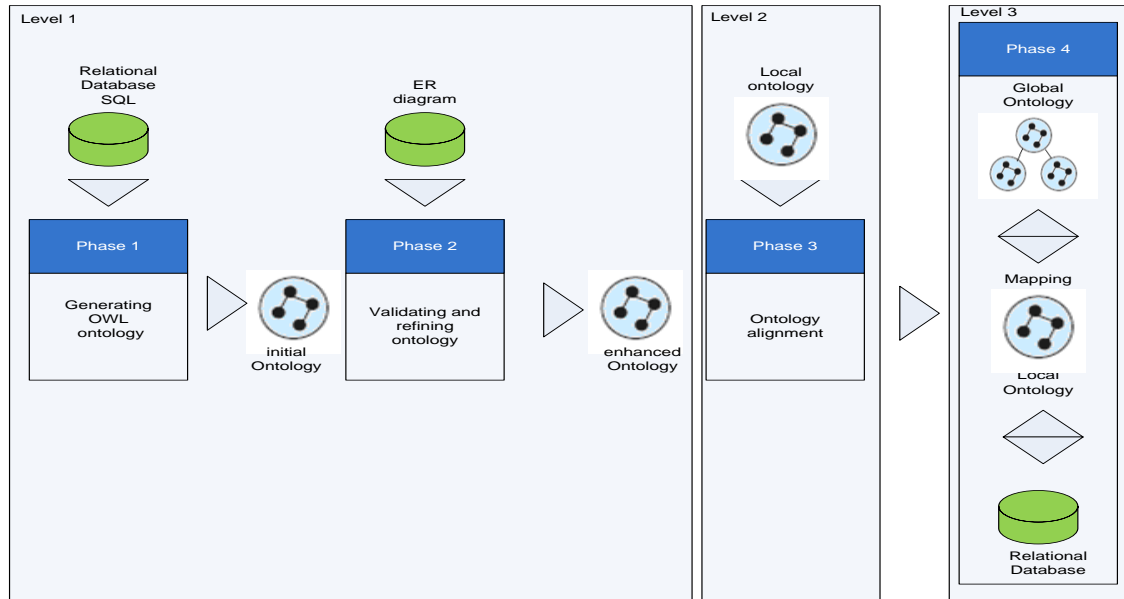 Level 1
Relational
Database
SQL
Phase 1
Generating
OWL
ontology
initial
Ontology
ER
diagram
Phase 2
Validating and
refining
ontology
enhanced
Ontology
Level 2
Local
ontology
Phase 3
Ontology
alignment
Level 3
Phase 4
Global
Ontology
Mapping
Local
Ontology
Relational
Database